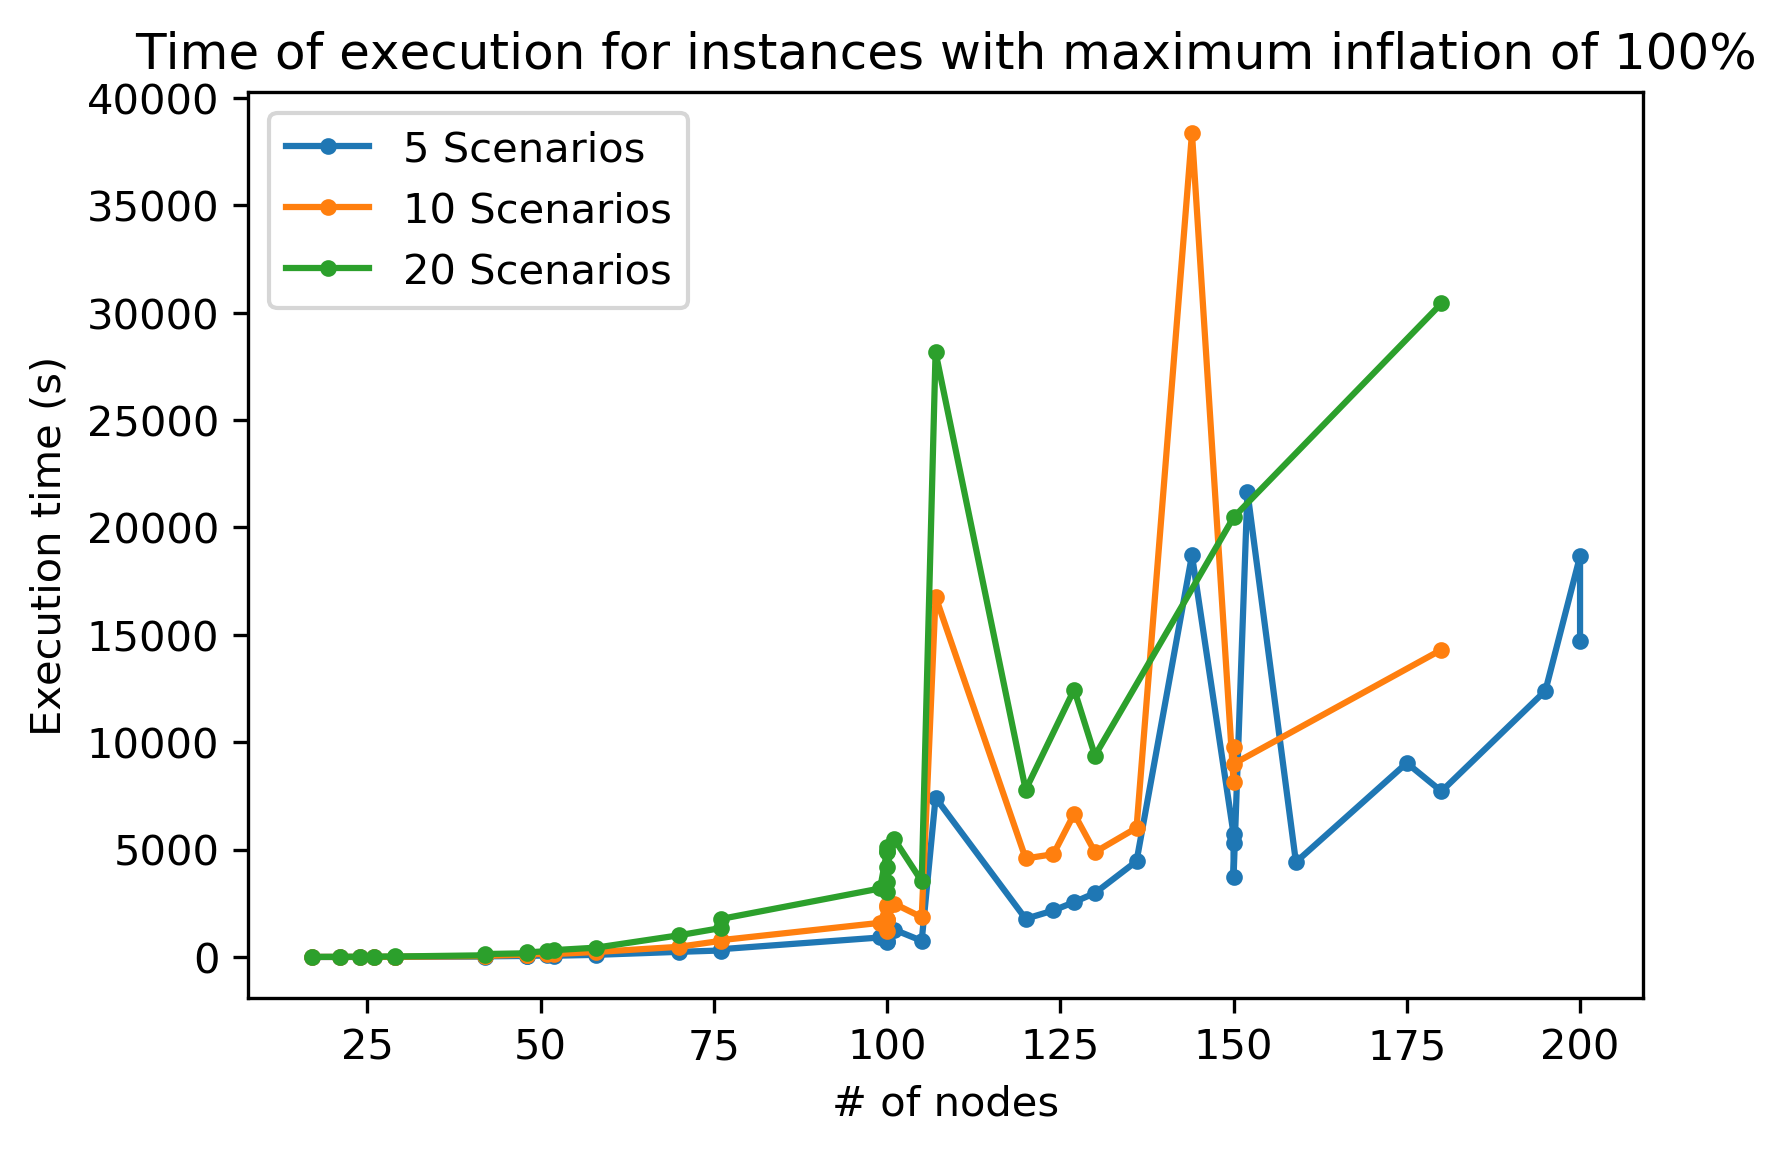 Time of execution for instances with maximum inflation of 100%
40000
35000
30000
25000
20000
15000
10000
5000
0
Execution time (s)
5 Scenarios
10 Scenarios
20 Scenarios
25 50 75 100 125 150 175 200
# of nodes